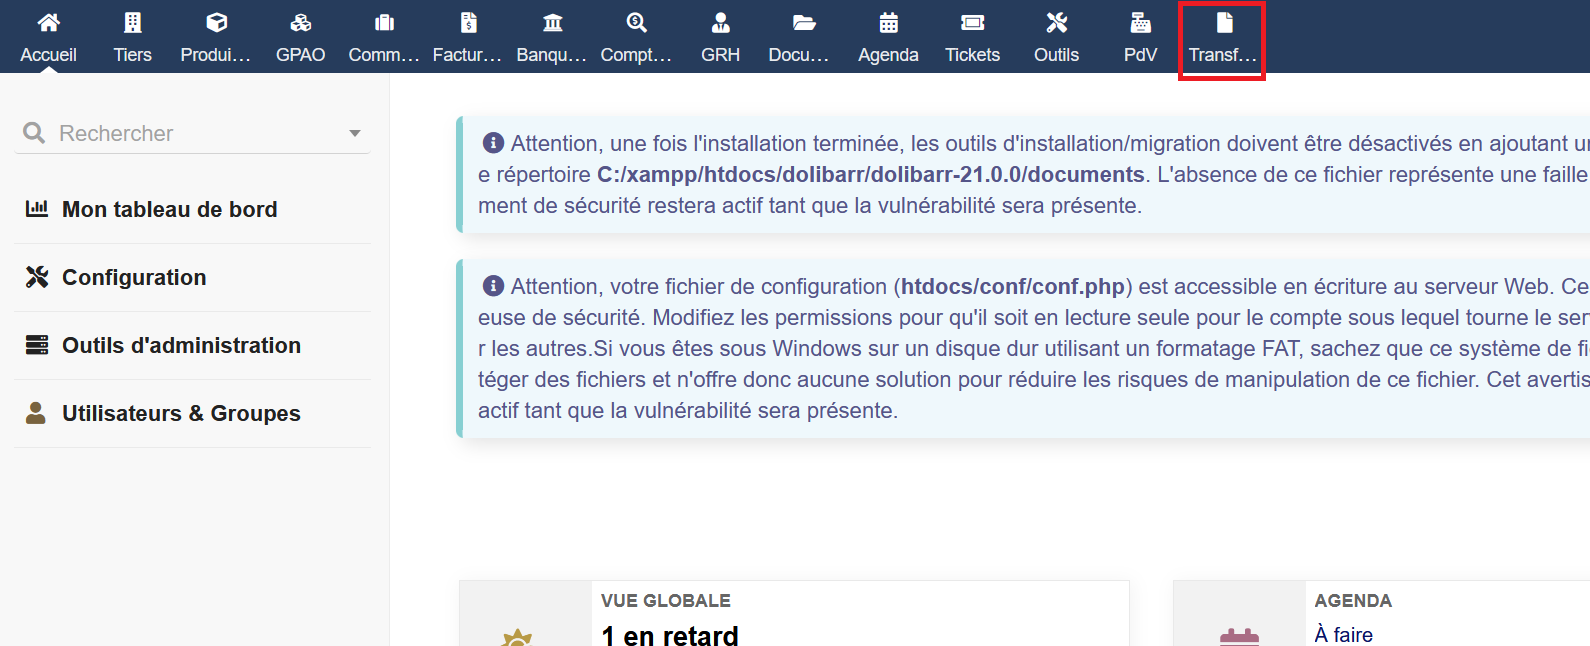 Accueil Tiers Produi... GPAO Comm... Factur... Banqu... Compt... GRH Docu... Agenda Tickets Outils PdV Transf...
Rechercher
Mon tableau de bord
Configuration
Outils d'administration
Utilisateurs & Groupes
Attention, une fois l'installation terminée, les outils d'installation/migration doivent être désactivés en ajoutant un
e répertoire C:/xampp/htdocs/dolibarr/dolibarr-21.0.0/documents. L'absence de ce fichier représente une faille
ment de sécurité restera actif tant que la vulnérabilité sera présente.
Attention, votre fichier de configuration (htdocs/conf/conf.php) est accessible en écriture au serveur Web. Ce
euse de sécurité. Modifiez les permissions pour qu'il soit en lecture seule pour le compte sous lequel tourne le ser
r les autres.Si vous êtes sous Windows sur un disque dur utilisant un formatage FAT, sachez que ce système de fi
téger des fichiers et n'offre donc aucune solution pour réduire les risques de manipulation de ce fichier. Cet avertis
actif tant que la vulnérabilité sera présente.
VUE GLOBALE
1 en retard
AGENDA
À faire